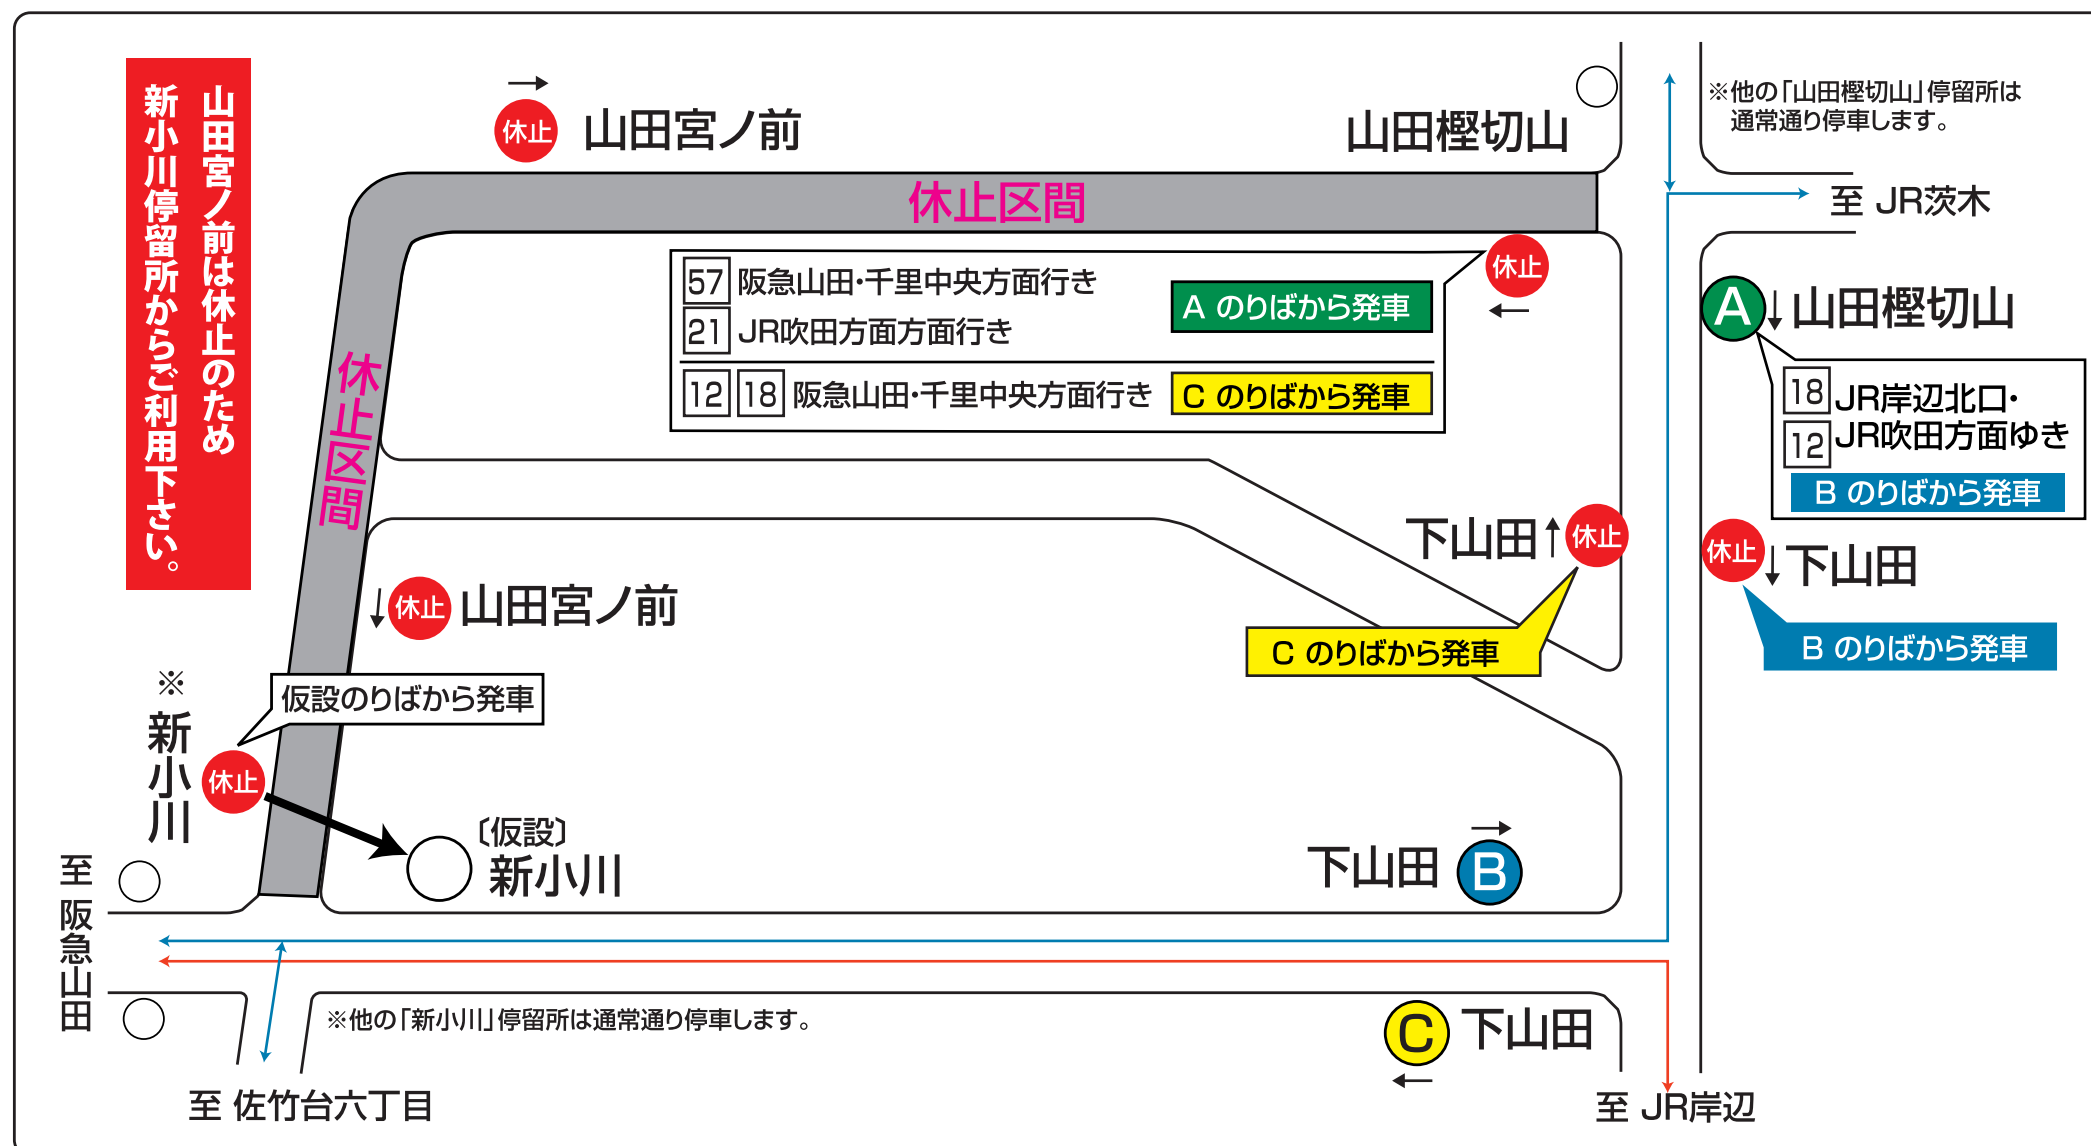 山田宮ノ前は休止のため
新小川停留所からご利用下さい。
休止
山田宮ノ前
山田樫切山
※他の「山田樫切山」停留所は
通常通り停車します。
休止区間
至 JR茨木
休止
57 阪急山田・千里中央方面行き
21 JR吹田方面方面行き
A のりばから発車
12 18 阪急山田・千里中央方面行き
C のりばから発車
A
山田樫切山
18 JR岸辺北口・
12 JR吹田方面ゆき
B のりばから発車
休止区間
下山田
休止
C のりばから発車
休止
下山田
B のりばから発車
休止
山田宮ノ前
※新小川
仮設のりばから発車
休止
〔仮設〕
新小川
下山田
B
至 阪急山田
※他の「新小川」停留所は通常通り停車します。
C
下山田
至 佐竹台六丁目
至 JR岸辺